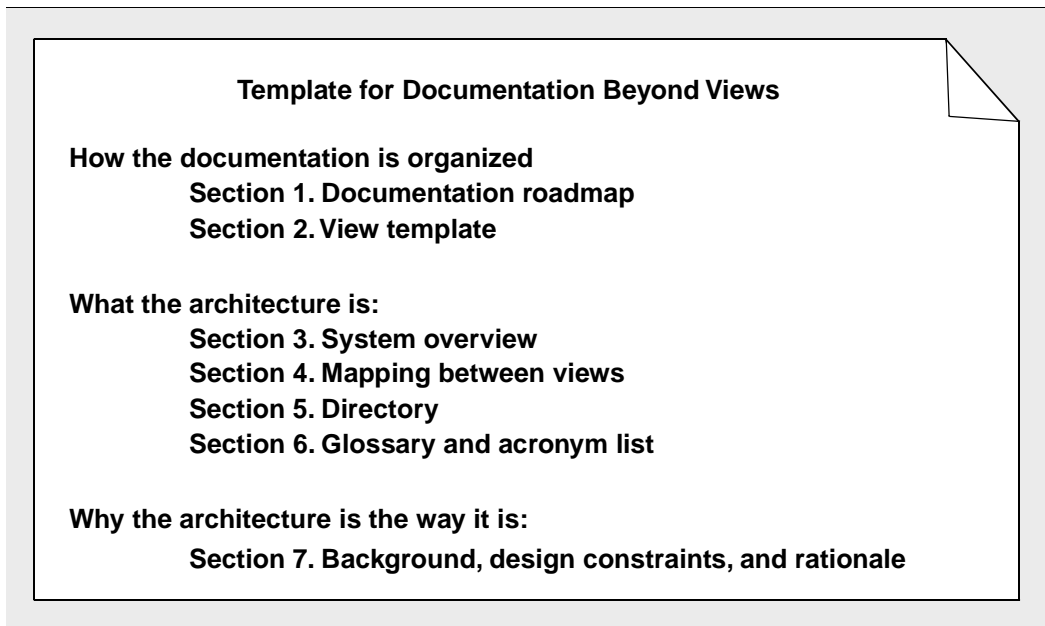 Template for Documentation Beyond Views
How the documentation is organized
Section 1. Documentation roadmap
Section 2. View template
What the architecture is:
Section 3. System overview
Section 4. Mapping between views
Section 5. Directory
Section 6. Glossary and acronym list
Why the architecture is the way it is:
Section 7. Background, design constraints, and rationale